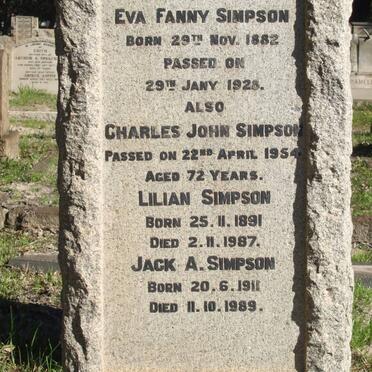 EVA FANNY SIMPSON
BORN 29TH NOV. 1882
PASSED ON
29TH JANY 1928.
ALSO
CHARLES JOHN SIMPSON
PASSED ON 22ND APRIL 1954
AGED 72 YEARS.
LILIAN SIMPSON
BORN 25.11.1891
DIED 2.11.1987.
JACK A. SIMPSON
BORN 20.6.1911
DIED 11.10.1989.